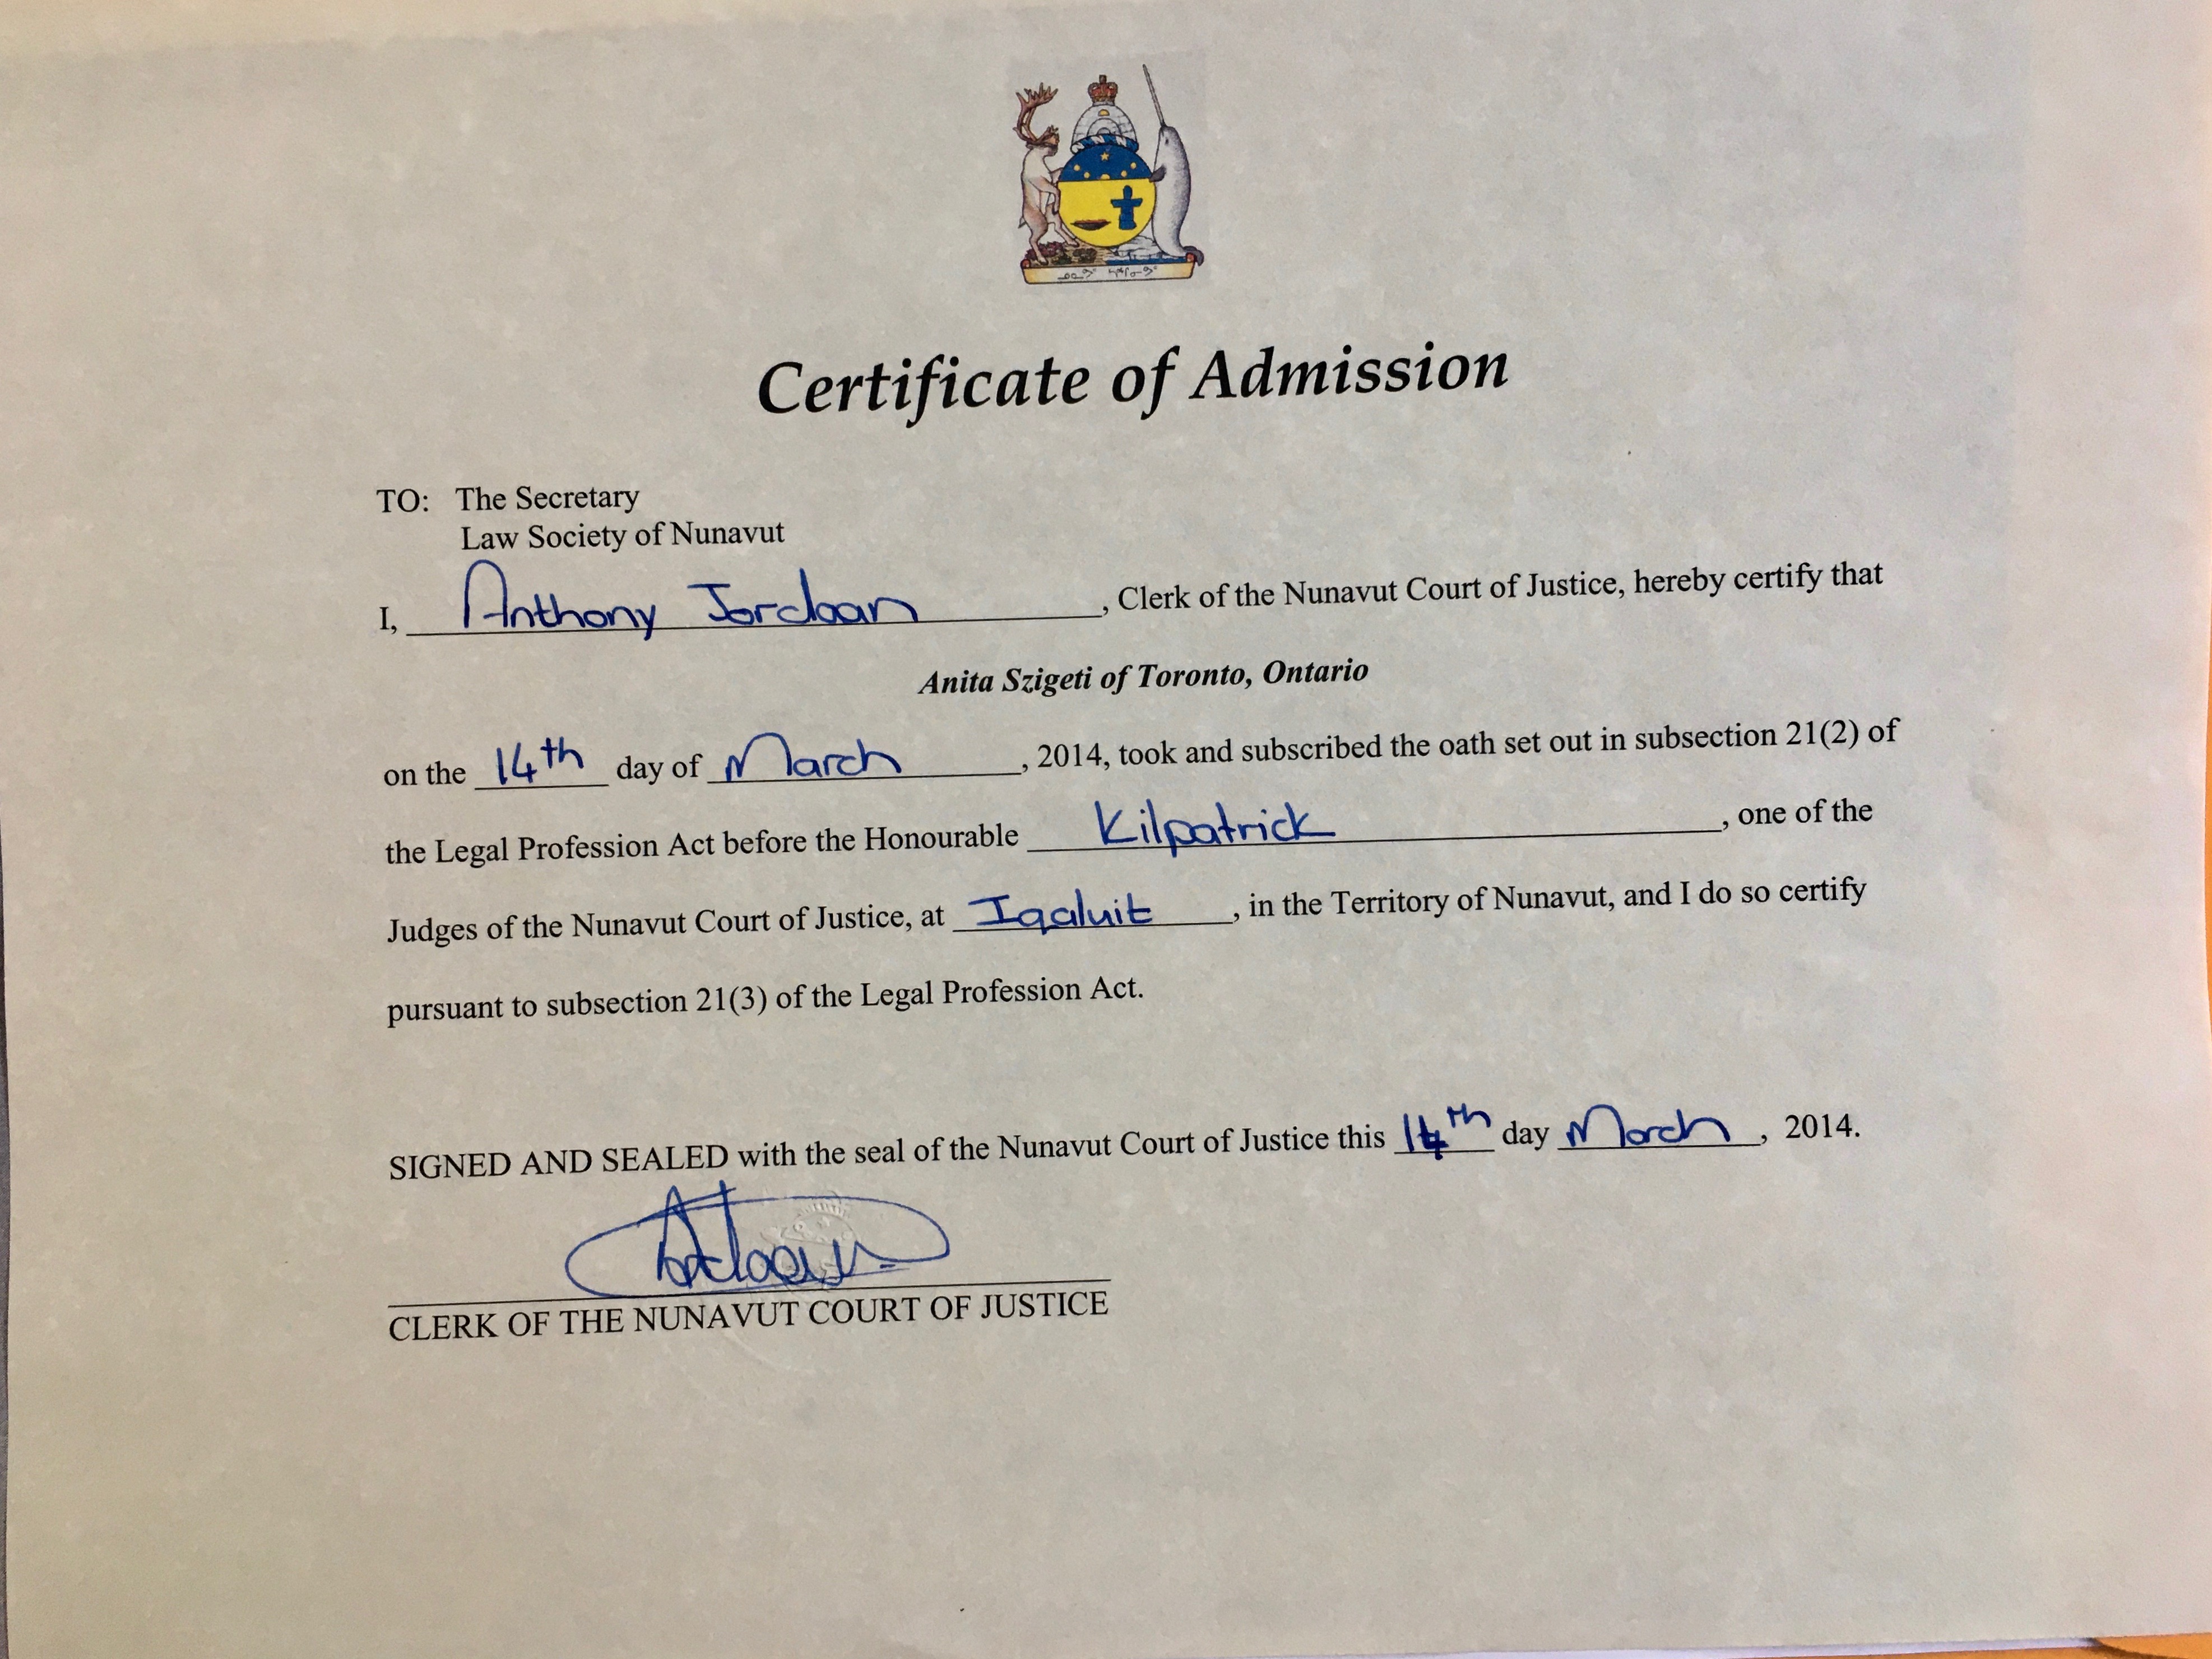 Certificate of Admission
TO: The Secretary
Law Society of Nunavut
I, Anthony Jordaan, Clerk of the Nunavut Court of Justice, hereby certify that
Anita Szigeti of Toronto, Ontario
on the 14th day of March, 2014, took and subscribed the oath set out in subsection 21(2) of
the Legal Profession Act before the Honourable Kilpatrick, one of the
Judges of the Nunavut Court of Justice, at Iqaluit, in the Territory of Nunavut, and I do so certify
pursuant to subsection 21(3) of the Legal Profession Act.
SIGNED AND SEALED with the seal of the Nunavut Court of Justice this 14th day March, 2014.
CLERK OF THE NUNAVUT COURT OF JUSTICE